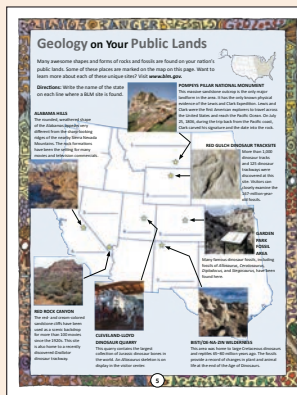 Geology on Your Public Lands
Many awesome shapes and forms of rocks and fossils are found on your nation's
public lands. Some of these places are marked on the map on this page. Want to
learn more about each of these unique sites? Visit www.blm.gov.
Directions: Write the name of the state
on each line where a BLM site is found.
POMPEYS PILLAR NATIONAL MONUMENT
This massive sandstone outcrop is the only major
landform in the area. It has the only known physical
evidence of the Lewis and Clark Expedition. Lewis and
Clark were the first American explorers to travel across
the United States and reach the Pacific Ocean. On July
25, 1806, during the trip back from the Pacific coast,
Clark carved his signature and the date into the rock.
ALABAMA HILLS
The rounded, weathered shape
of the Alabamas
different from the sharp looking
ridges of the nearby Sierra Nevada
Mountains. The rock formations
have been the setting for many
movies and television commercials.
RED GULCH DINOSAUR TRACKSITE
More than 1,000
dinosaur tracks
and 125 dinosaur
trackways were
discovered at this
site. Visitors can
closely examine the
167-million-year-
old fossils.
GARDEN
PARK
FOSSIL
AREA
Many famous dinosaur fossils, including
fossils of Allosaurus, Ceratosaurus,
Diplodocus, and Stegosaurus, have been
found here.
RED ROCK CANYON
The red- and cream-colored
sandstone cliffs have been
used as a scenic backdrop
for more than 100 movies
since the 1920s. This site
is also home to a recently
discovered Grallator
dinosaur trackway.
CLEVELAND-LLOYD
DINOSAUR QUARRY
This quarry contains the largest
collection of Jurassic dinosaur bones in
the world. An Allosaurus skeleton is on
display in the visitor center.
BISTI/DE-NA-ZIN WILDERNESS
This area was home to large Cretaceous dinosaurs
and reptiles 65–80 million years ago. The fossils
provide a record of changes in plant and animal
life at the end of the Age of Dinosaurs.
5